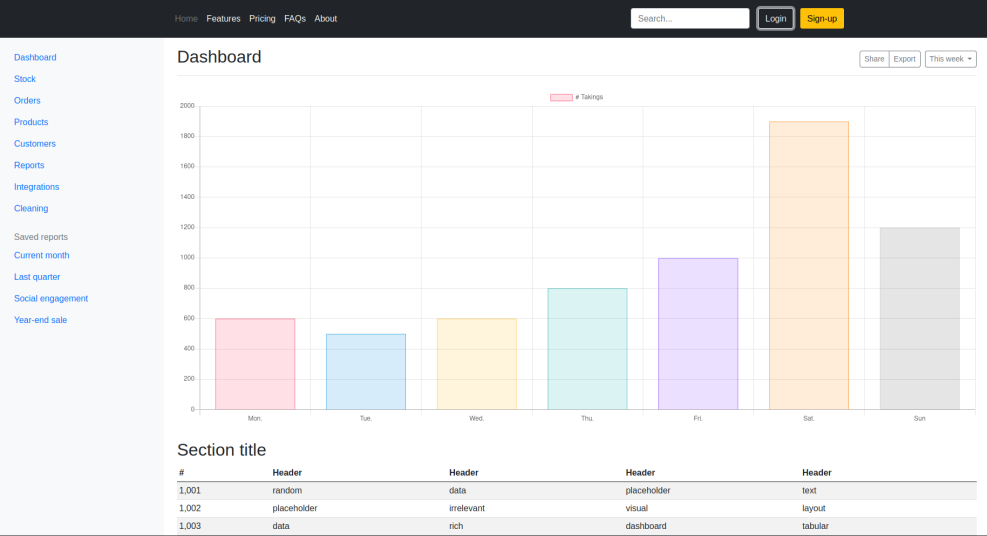 Home Features Pricing FAQs About Search... Login Sign-up
Dashboard
Stock
Orders
Products
Customers
Reports
Integrations
Cleaning
Saved reports
Current month
Last quarter
Social engagement
Year-end sale
Dashboard
Share Export This week
# Takings
2000
1800
1600
1400
1200
1000
800
600
400
200
0
Mon. Tue. Wed. Thu. Fri. Sat. Sun
Section title
# Header Header Header Header
1,001 random data placeholder text
1,002 placeholder irrelevant visual layout
1,003 data rich dashboard tabular